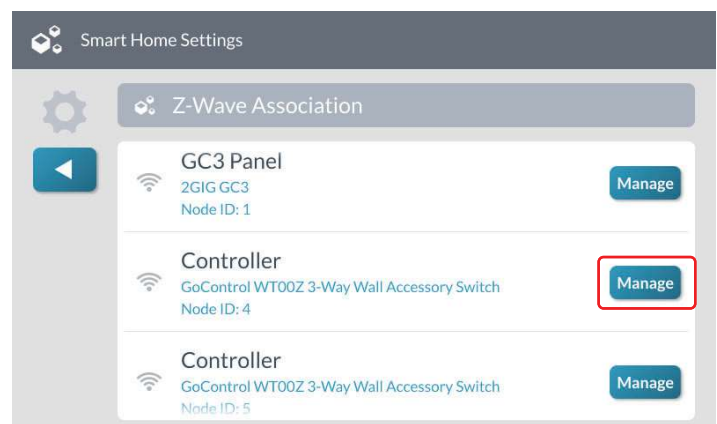 Smart Home Settings
Z-Wave Association
GC3 Panel
2GIG GC3
Node ID: 1
Manage
Controller
GoControl WT00Z 3-Way Wall Accessory Switch
Node ID: 4
Manage
Controller
GoControl WT00Z 3-Way Wall Accessory Switch
Node ID: 5
Manage